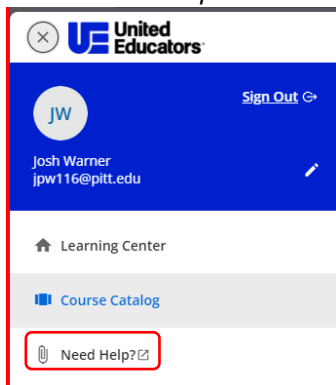 United
Educators
Sign Out
JW
Josh Warner
jpw116@pitt.edu
Learning Center
Course Catalog
Need Help?